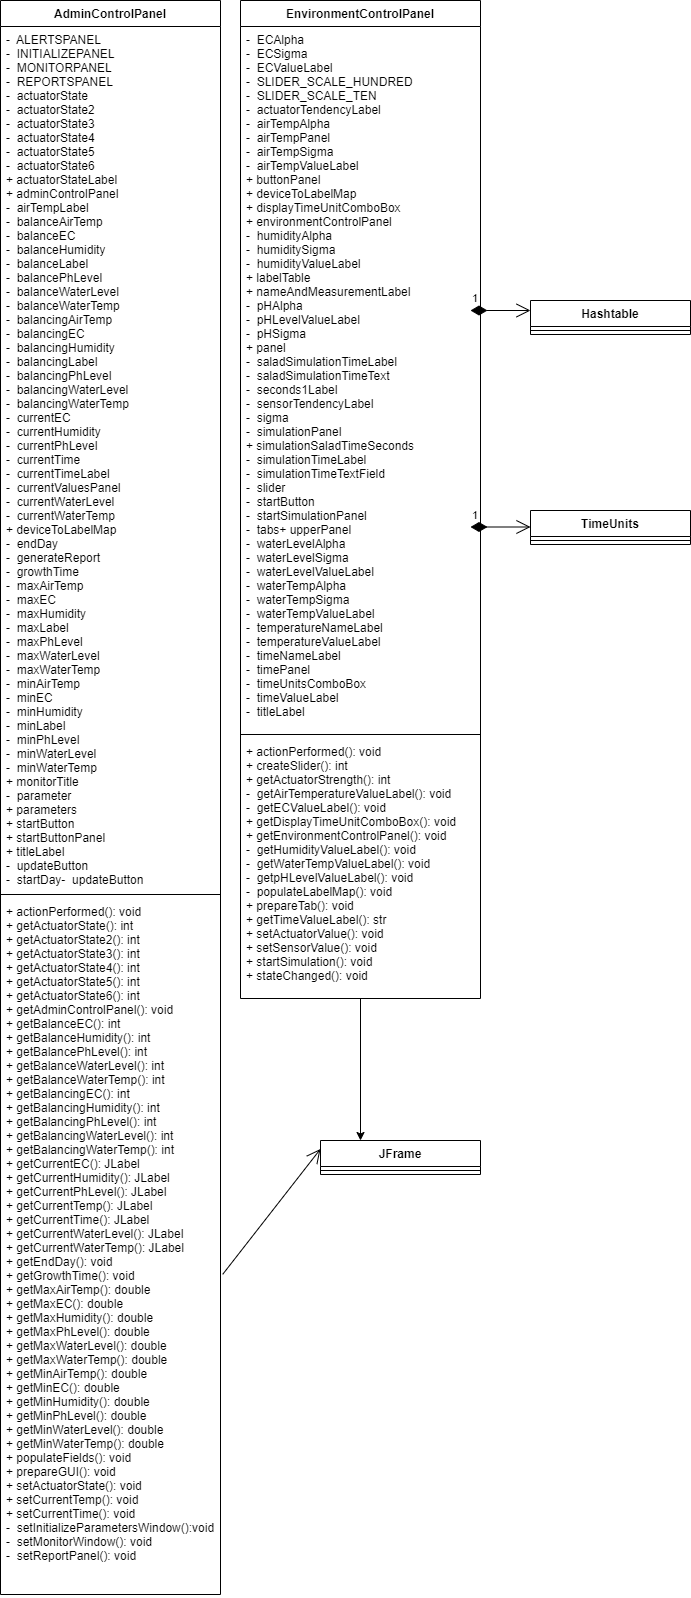 AdminControlPanel
- ALERTSPANEL
- INITIALIZEPANEL
- MONITORPANEL
- REPORTSPANEL
- actuatorState
- actuatorState2
- actuatorState3
- actuatorState4
- actuatorState5
- actuatorState6
+ actuatorStateLabel
+ adminControlPanel
- airTempLabel
- balanceAirTemp
- balanceEC
- balanceHumidity
- balanceLabel
- balancePhLevel
- balanceWaterLevel
- balanceWaterTemp
- balancingAirTemp
- balancingEC
- balancingHumidity
- balancingLabel
- balancingPhLevel
- balancingWaterLevel
- balancingWaterTemp
- currentEC
- currentHumidity
- currentPhLevel
- currentTime
- currentTimeLabel
- currentValuesPanel
- currentWaterLevel
- currentWaterTemp
+ deviceToLabelMap
- endDay
- generateReport
- growthTime
- maxAirTemp
- maxEC
- maxHumidity
- maxLabel
- maxPhLevel
- maxWaterLevel
- maxWaterTemp
- minAirTemp
- minEC
- minHumidity
- minLabel
- minPhLevel
- minWaterLevel
- minWaterTemp
+ monitorTitle
- parameter
+ parameters
+ startButton
+ startButtonPanel
+ titleLabel
- updateButton
- startDay- updateButton
+ actionPerformed(): void
+ getActuatorState(): int
+ getActuatorState2(): int
+ getActuatorState3(): int
+ getActuatorState4(): int
+ getActuatorState5(): int
+ getActuatorState6(): int
+ getAdminControlPanel(): void
+ getBalanceEC(): int
+ getBalanceHumidity(): int
+ getBalancePhLevel(): int
+ getBalanceWaterLevel(): int
+ getBalanceWaterTemp(): int
+ getBalancingEC(): int
+ getBalancingHumidity(): int
+ getBalancingPhLevel(): int
+ getBalancingWaterLevel(): int
+ getBalancingWaterTemp(): int
+ getCurrentEC(): JLabel
+ getCurrentHumidity(): JLabel
+ getCurrentPhLevel(): JLabel
+ getCurrentTemp(): JLabel
+ getCurrentTime(): JLabel
+ getCurrentWaterLevel(): JLabel
+ getCurrentWaterTemp(): JLabel
+ getEndDay(): void
+ getGrowthTime(): void
+ getMaxAirTemp(): double
+ getMaxEC(): double
+ getMaxHumidity(): double
+ getMaxPhLevel(): double
+ getMaxWaterLevel(): double
+ getMaxWaterTemp(): double
+ getMinAirTemp(): double
+ getMinEC(): double
+ getMinHumidity(): double
+ getMinPhLevel(): double
+ getMinWaterLevel(): double
+ getMinWaterTemp(): double
+ populateFields(): void
+ prepareGUI(): void
+ setActuatorState(): void
+ setCurrentTemp(): void
+ setCurrentTime(): void
- setInitializeParametersWindow():void
- setMonitorWindow(): void
- setReportPanel(): void
EnvironmentControlPanel
- ECAlpha
- ECSigma
- ECValueLabel
- SLIDER_SCALE_HUNDRED
- SLIDER_SCALE_TEN
- actuatorTendencyLabel
- airTempAlpha
- airTempPanel
- airTempSigma
- airTempValueLabel
+ buttonPanel
+ deviceToLabelMap
+ displayTimeUnitComboBox
+ environmentControlPanel
- humidityAlpha
- humiditySigma
- humidityValueLabel
+ labelTable
+ nameAndMeasurementLabel
- pHAlpha
- pHLevelValueLabel
- pHSigma
+ panel
- saladSimulationTimeLabel
- saladSimulationTimeText
- seconds1Label
- sensorTendencyLabel
- sigma
- simulationPanel
+ simulationSaladTimeSeconds
- simulationTimeLabel
- simulationTimeTextField
- slider
- startButton
- startSimulationPanel
- tabs+ upperPanel
- waterLevelAlpha
- waterLevelSigma
- waterLevelValueLabel
- waterTempAlpha
- waterTempSigma
- waterTempValueLabel
- temperatureNameLabel
- temperatureValueLabel
- timeNameLabel
- timePanel
- timeUnitsComboBox
- timeValueLabel
- titleLabel
+ actionPerformed(): void
+ createSlider(): int
+ getActuatorStrength(): int
- getAirTemperatureValueLabel(): void
- getECValueLabel(): void
+ getDisplayTimeUnitComboBox(): void
+ getEnvironmentControlPanel(): void
- getHumidityValueLabel(): void
- getWaterTempValueLabel(): void
- getpHLevelValueLabel(): void
- populateLabelMap(): void
+ prepareTab(): void
+ getTimeValueLabel(): str
+ setActuatorValue(): void
+ setSensorValue(): void
+ startSimulation(): void
+ stateChanged(): void
1
Hashtable
1
TimeUnits
JFrame